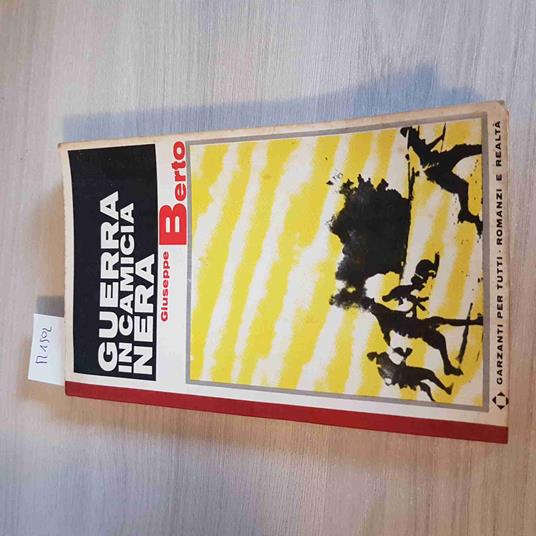 GUERRA
IN CAMICIA
NERA
Giuseppe Berto
GARZANTI PER TUTTI - ROMANZI E REALTÀ